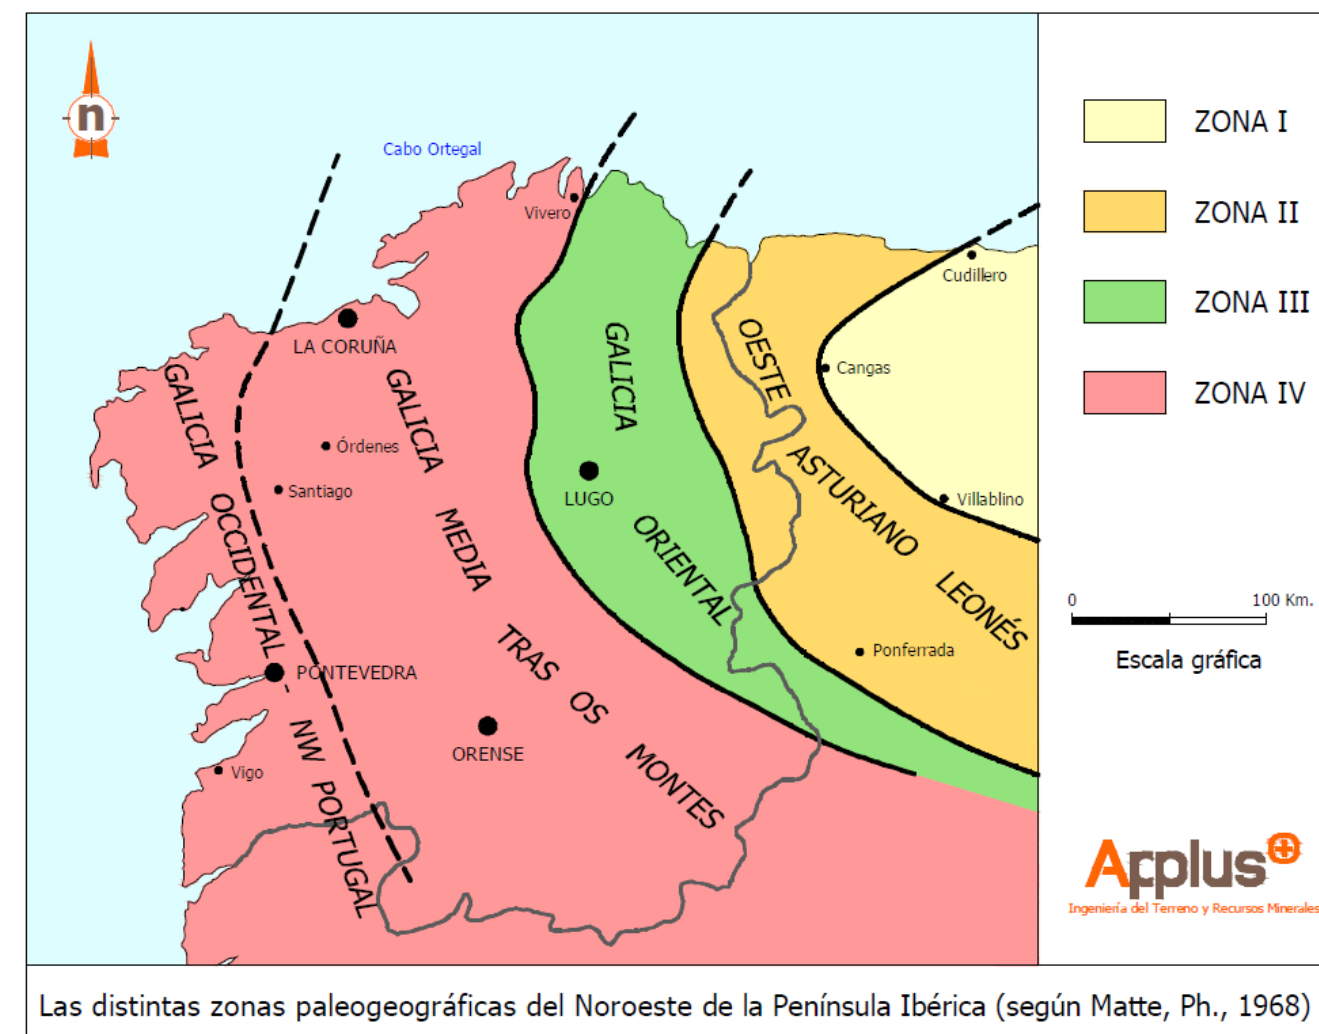 n
Cabo Ortegal
Vivero
Cudillero
LA CORUÑA
Cangas
Órdenes
Santiago
LUGO
Villablino
Ponferrada
PONTEVEDRA
ORENSE
Vigo
GALICIA OCCIDENTAL - NW PORTUGAL
GALICIA MEDIA TRAS OS MONTES
GALICIA ORIENTAL
OESTE ASTURIANO LEONÉS
ZONA I
ZONA II
ZONA III
ZONA IV
0 100 Km.
Escala gráfica
Applus+
Ingeniería del Terreno y Recursos Minerales
Las distintas zonas paleogeográficas del Noroeste de la Península Ibérica (según Matte, Ph., 1968)